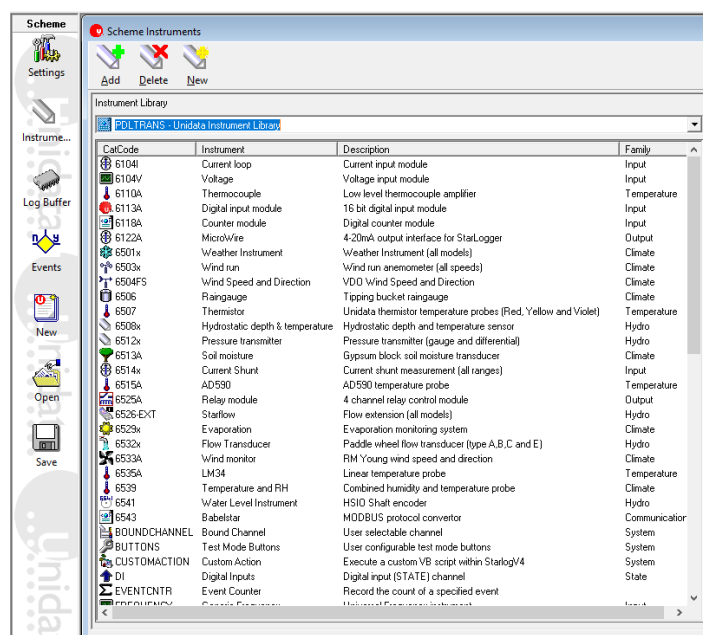 Scheme
Settings
Instrume...
Log Buffer
Events
New
Open
Save
Unidata
Scheme Instruments
Add Delete New
Instrument Library
PDLTRANS - Unidata Instrument Library
CatCode Instrument Description Family
6104I Current loop Current input module Input
6104V Voltage Voltage input module Input
6110A Thermocouple Low level thermocouple amplifier Temperature
6113A Digital input module 16 bit digital input module Input
6118A Counter module Digital counter module Input
6122A MicroWire 4-20mA output interface for StarLogger Output
6501x Weather Instrument Weather Instrument (all models) Climate
6503x Wind run Wind run anemometer (all speeds) Climate
6504FS Wind Speed and Direction VDO Wind Speed and Direction Climate
6506 Raingauge Tipping bucket raingauge Climate
6507 Thermistor Unidata thermistor temperature probes (Red, Yellow and Violet) Temperature
6508x Hydrostatic depth & temperature Hydrostatic depth and temperature sensor Hydro
6512x Pressure transmitter Pressure transmitter (gauge and differential) Hydro
6513A Soil moisture Gypsum block soil moisture transducer Climate
6514x Current Shunt Current shunt measurement (all ranges) Input
6515A AD590 AD590 temperature probe Temperature
6525A Relay module 4 channel relay control module Output
6526-EXT Starflow Flow extension (all models) Hydro
6529x Evaporation Evaporation monitoring system Climate
6532x Flow Transducer Paddle wheel flow transducer (type A,B,C and E) Hydro
6533A Wind monitor RM Young wind speed and direction Climate
6535A LM34 Linear temperature probe Temperature
6539 Temperature and RH Combined humidity and temperature probe Climate
6541 Water Level Instrument HSIO Shaft encoder Hydro
6543 Babelstar MODBUS protocol convertor Communication
BOUNDCHANNEL Bound Channel User selectable channel System
BUTTONS Test Mode Buttons User configurable test mode buttons System
CUSTOMACTION Custom Action Execute a custom VB script within StarlogV4 System
DI Digital Inputs Digital input (STATE) channel State
EVENTCNTR Event Counter Record the count of a specified event
FREQUENCY Generic Frequency Universal Frequency instrument Input